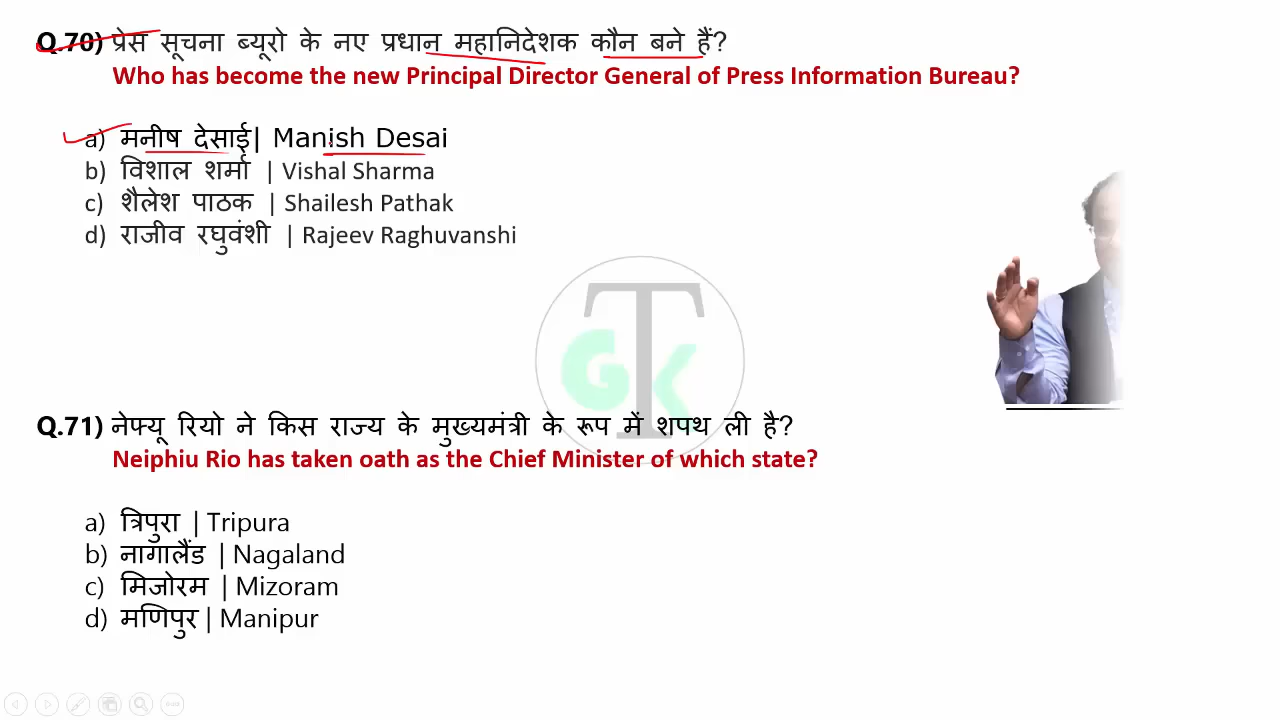 Q.70) प्रेस सूचना ब्यूरो के नए प्रधान महानिदेशक कौन बने हैं?
Who has become the new Principal Director General of Press Information Bureau?
a) मनीष देसाई| Manish Desai
b) विशाल शर्मा | Vishal Sharma
c) शैलेश पाठक | Shailesh Pathak
d) राजीव रघुवंशी | Rajeev Raghuvanshi
GTK
Q.71) नेफ्यू रियो ने किस राज्य के मुख्यमंत्री के रूप में शपथ ली है?
Neiphiu Rio has taken oath as the Chief Minister of which state?
a) त्रिपुरा | Tripura
b) नागालैंड | Nagaland
c) मिजोरम | Mizoram
d) मणिपुर | Manipur